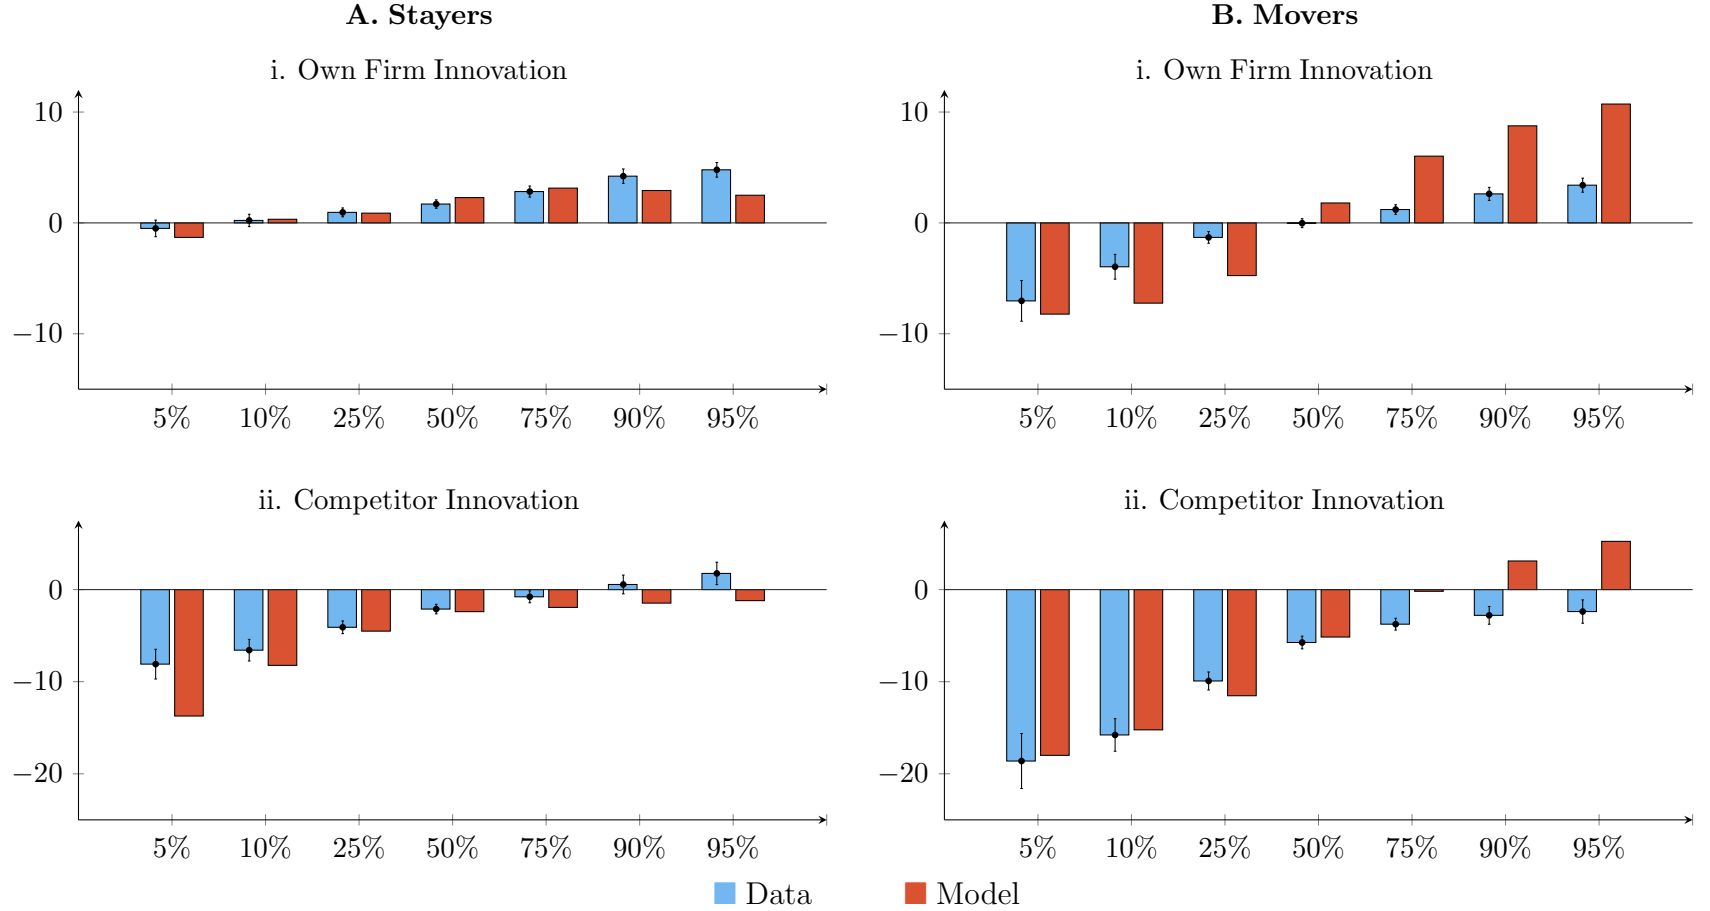 A. Stayers
B. Movers
i. Own Firm Innovation
i. Own Firm Innovation
10
0
−10
5% 10% 25% 50% 75% 90% 95%
10
0
−10
5% 10% 25% 50% 75% 90% 95%
ii. Competitor Innovation
ii. Competitor Innovation
0
−10
−20
5% 10% 25% 50% 75% 90% 95%
0
−10
−20
5% 10% 25% 50% 75% 90% 95%
Data Model